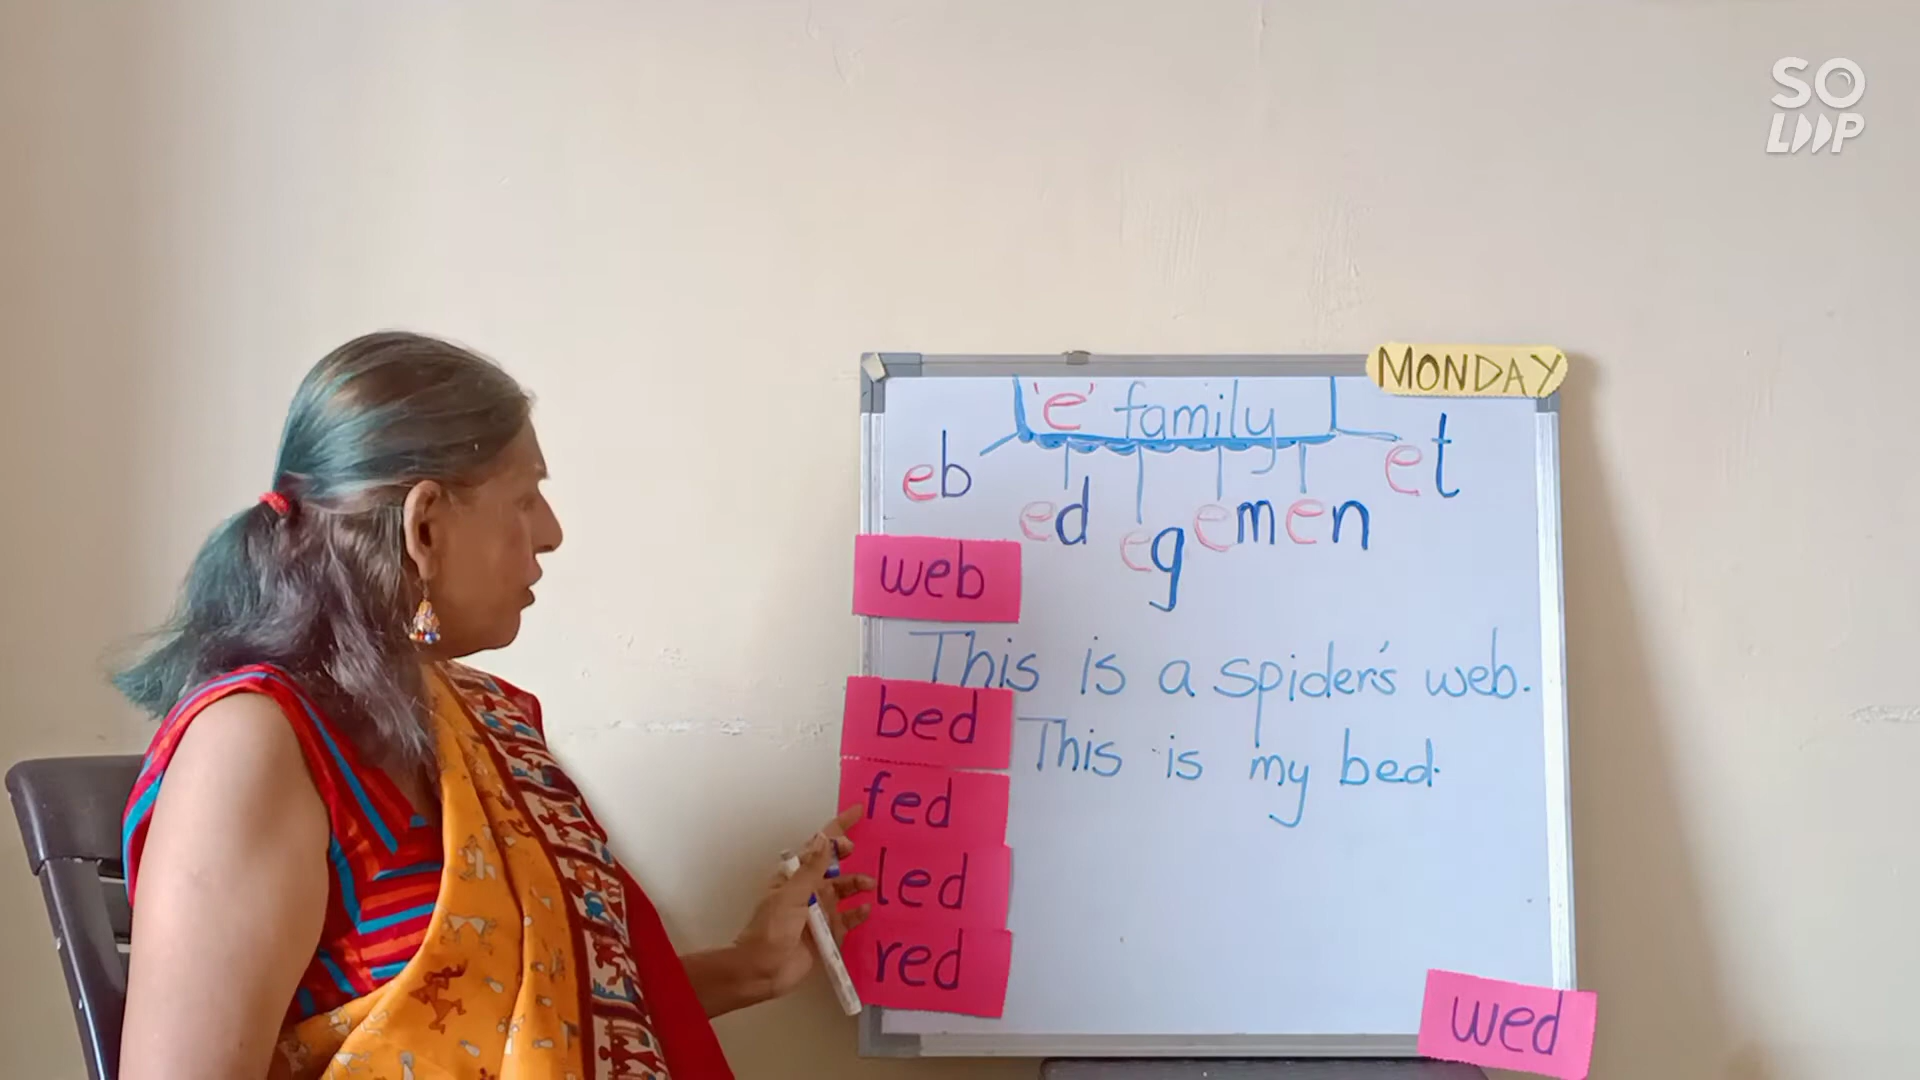 SO
LOOP
MONDAY
'e' family
eb ed eg em en et
web
This is a spider's web.
bed
This is my bed.
fed
led
red
wed